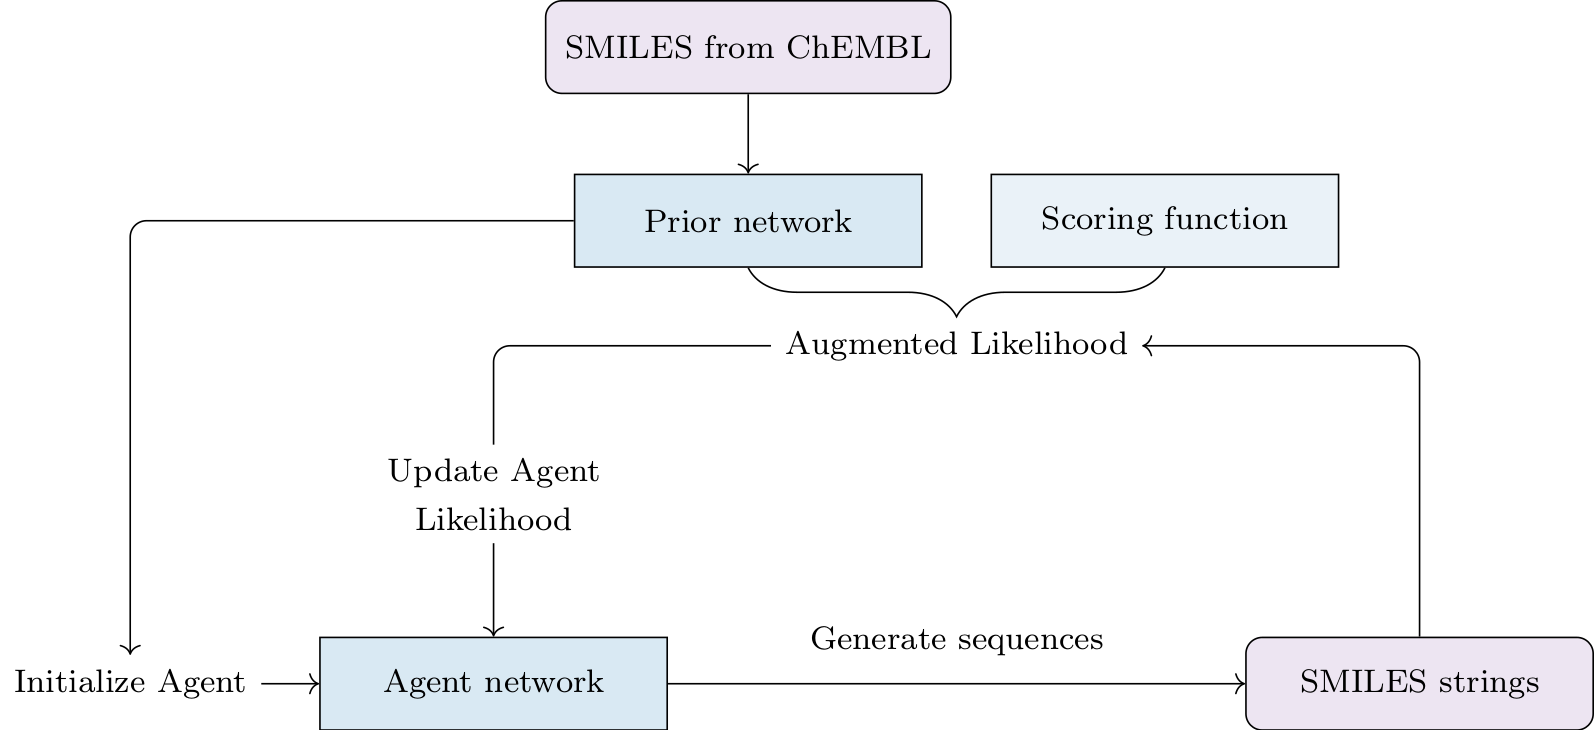 SMILES from ChEMBL
Prior network
Scoring function
Augmented Likelihood
Update Agent
Likelihood
Generate sequences
Initialize Agent
Agent network
SMILES strings